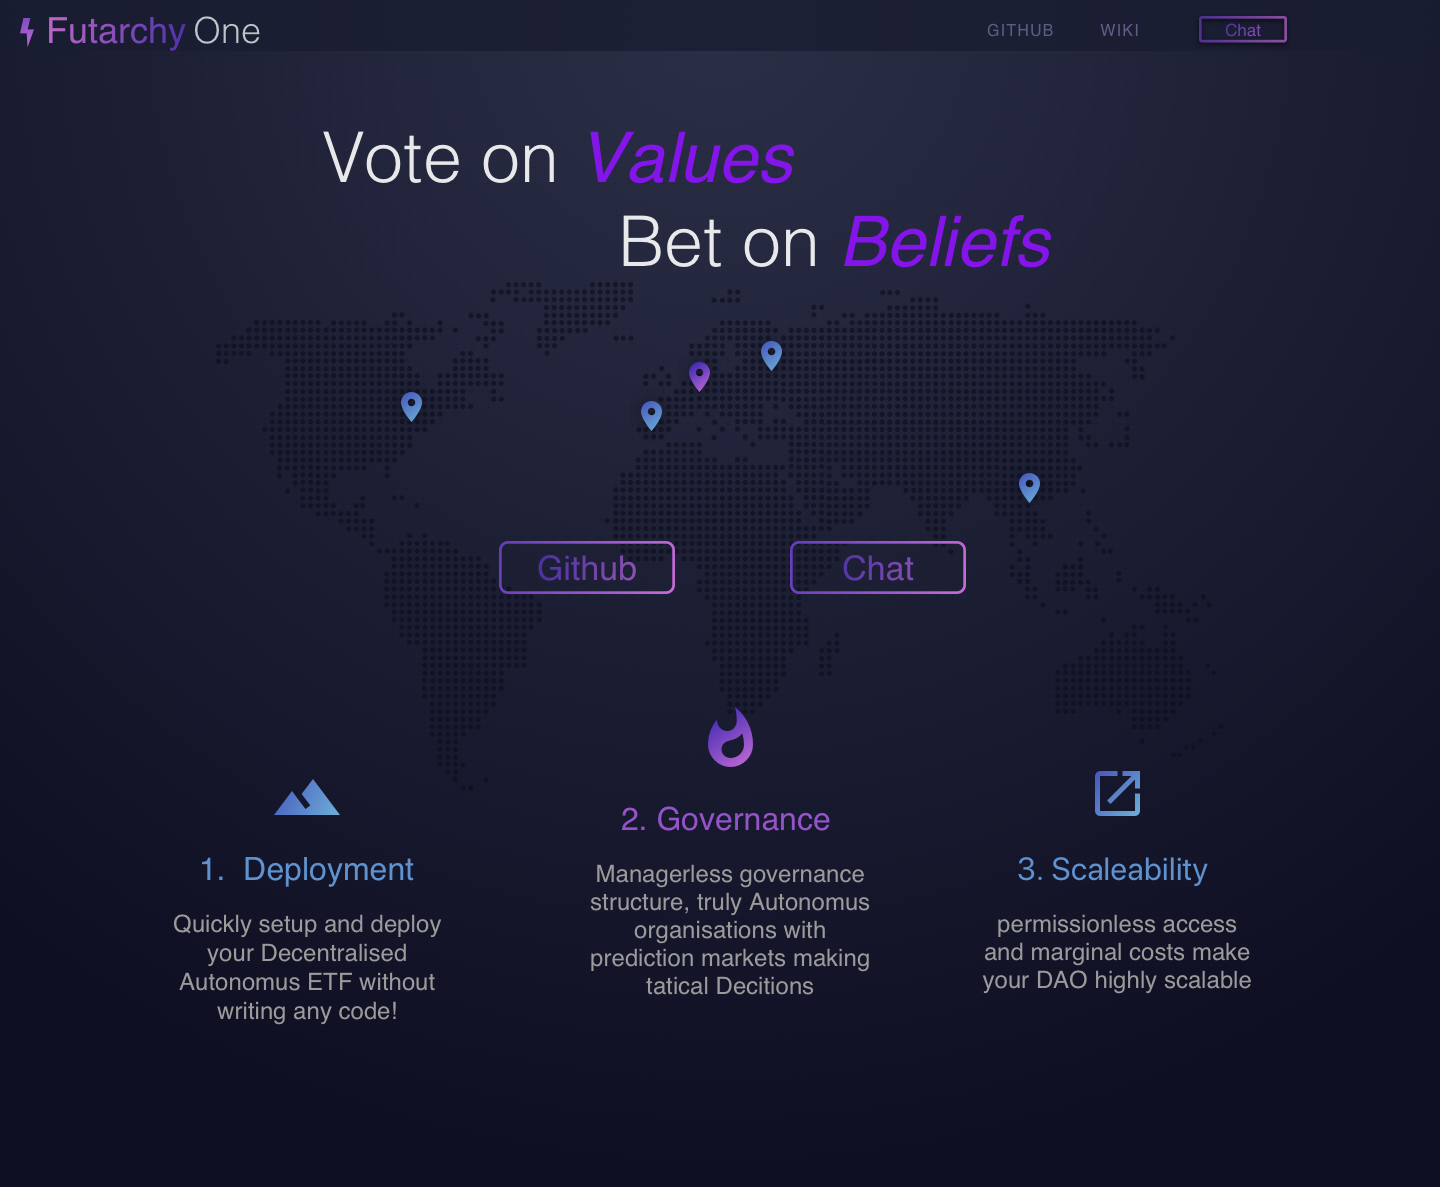 Futarchy One
GITHUB
WIKI
Chat
Vote on Values
Bet on Beliefs
Github
Chat
1. Deployment
Quickly setup and deploy
your Decentralised
Autonomus ETF without
writing any code!
2. Governance
Managerless governance
structure, truly Autonomus
organisations with
prediction markets making
tatical Decitions
3. Scaleability
permissionless access
and marginal costs make
your DAO highly scalable